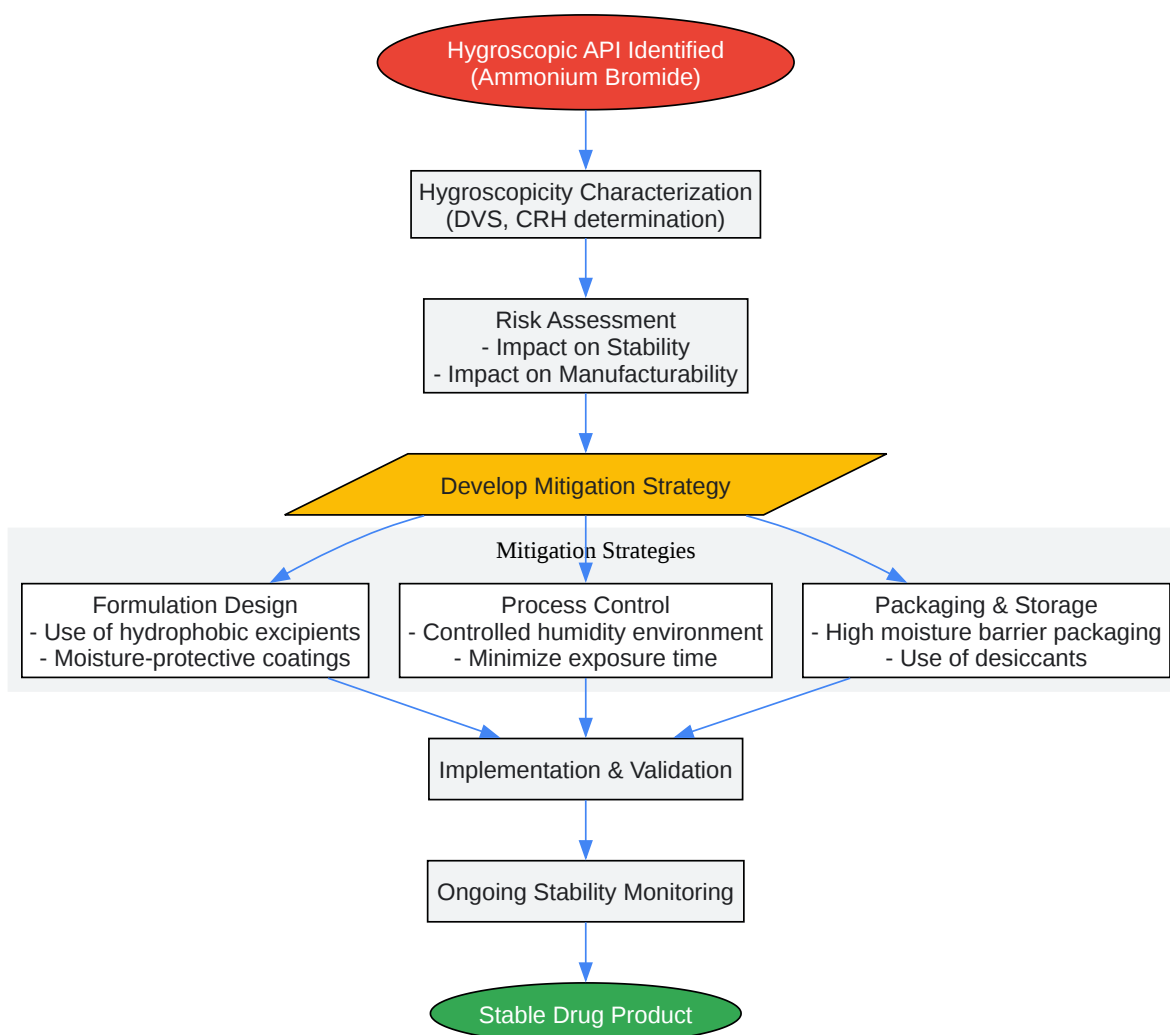 Hygroscopic API Identified
(Ammonium Bromide)
Hygroscopicity Characterization
(DVS, CRH determination)
Risk Assessment
- Impact on Stability
- Impact on Manufacturability
Develop Mitigation Strategy
Mitigation Strategies
Formulation Design
- Use of hydrophobic excipients
- Moisture-protective coatings
Process Control
- Controlled humidity environment
- Minimize exposure time
Packaging & Storage
- High moisture barrier packaging
- Use of desiccants
Implementation & Validation
Ongoing Stability Monitoring
Stable Drug Product